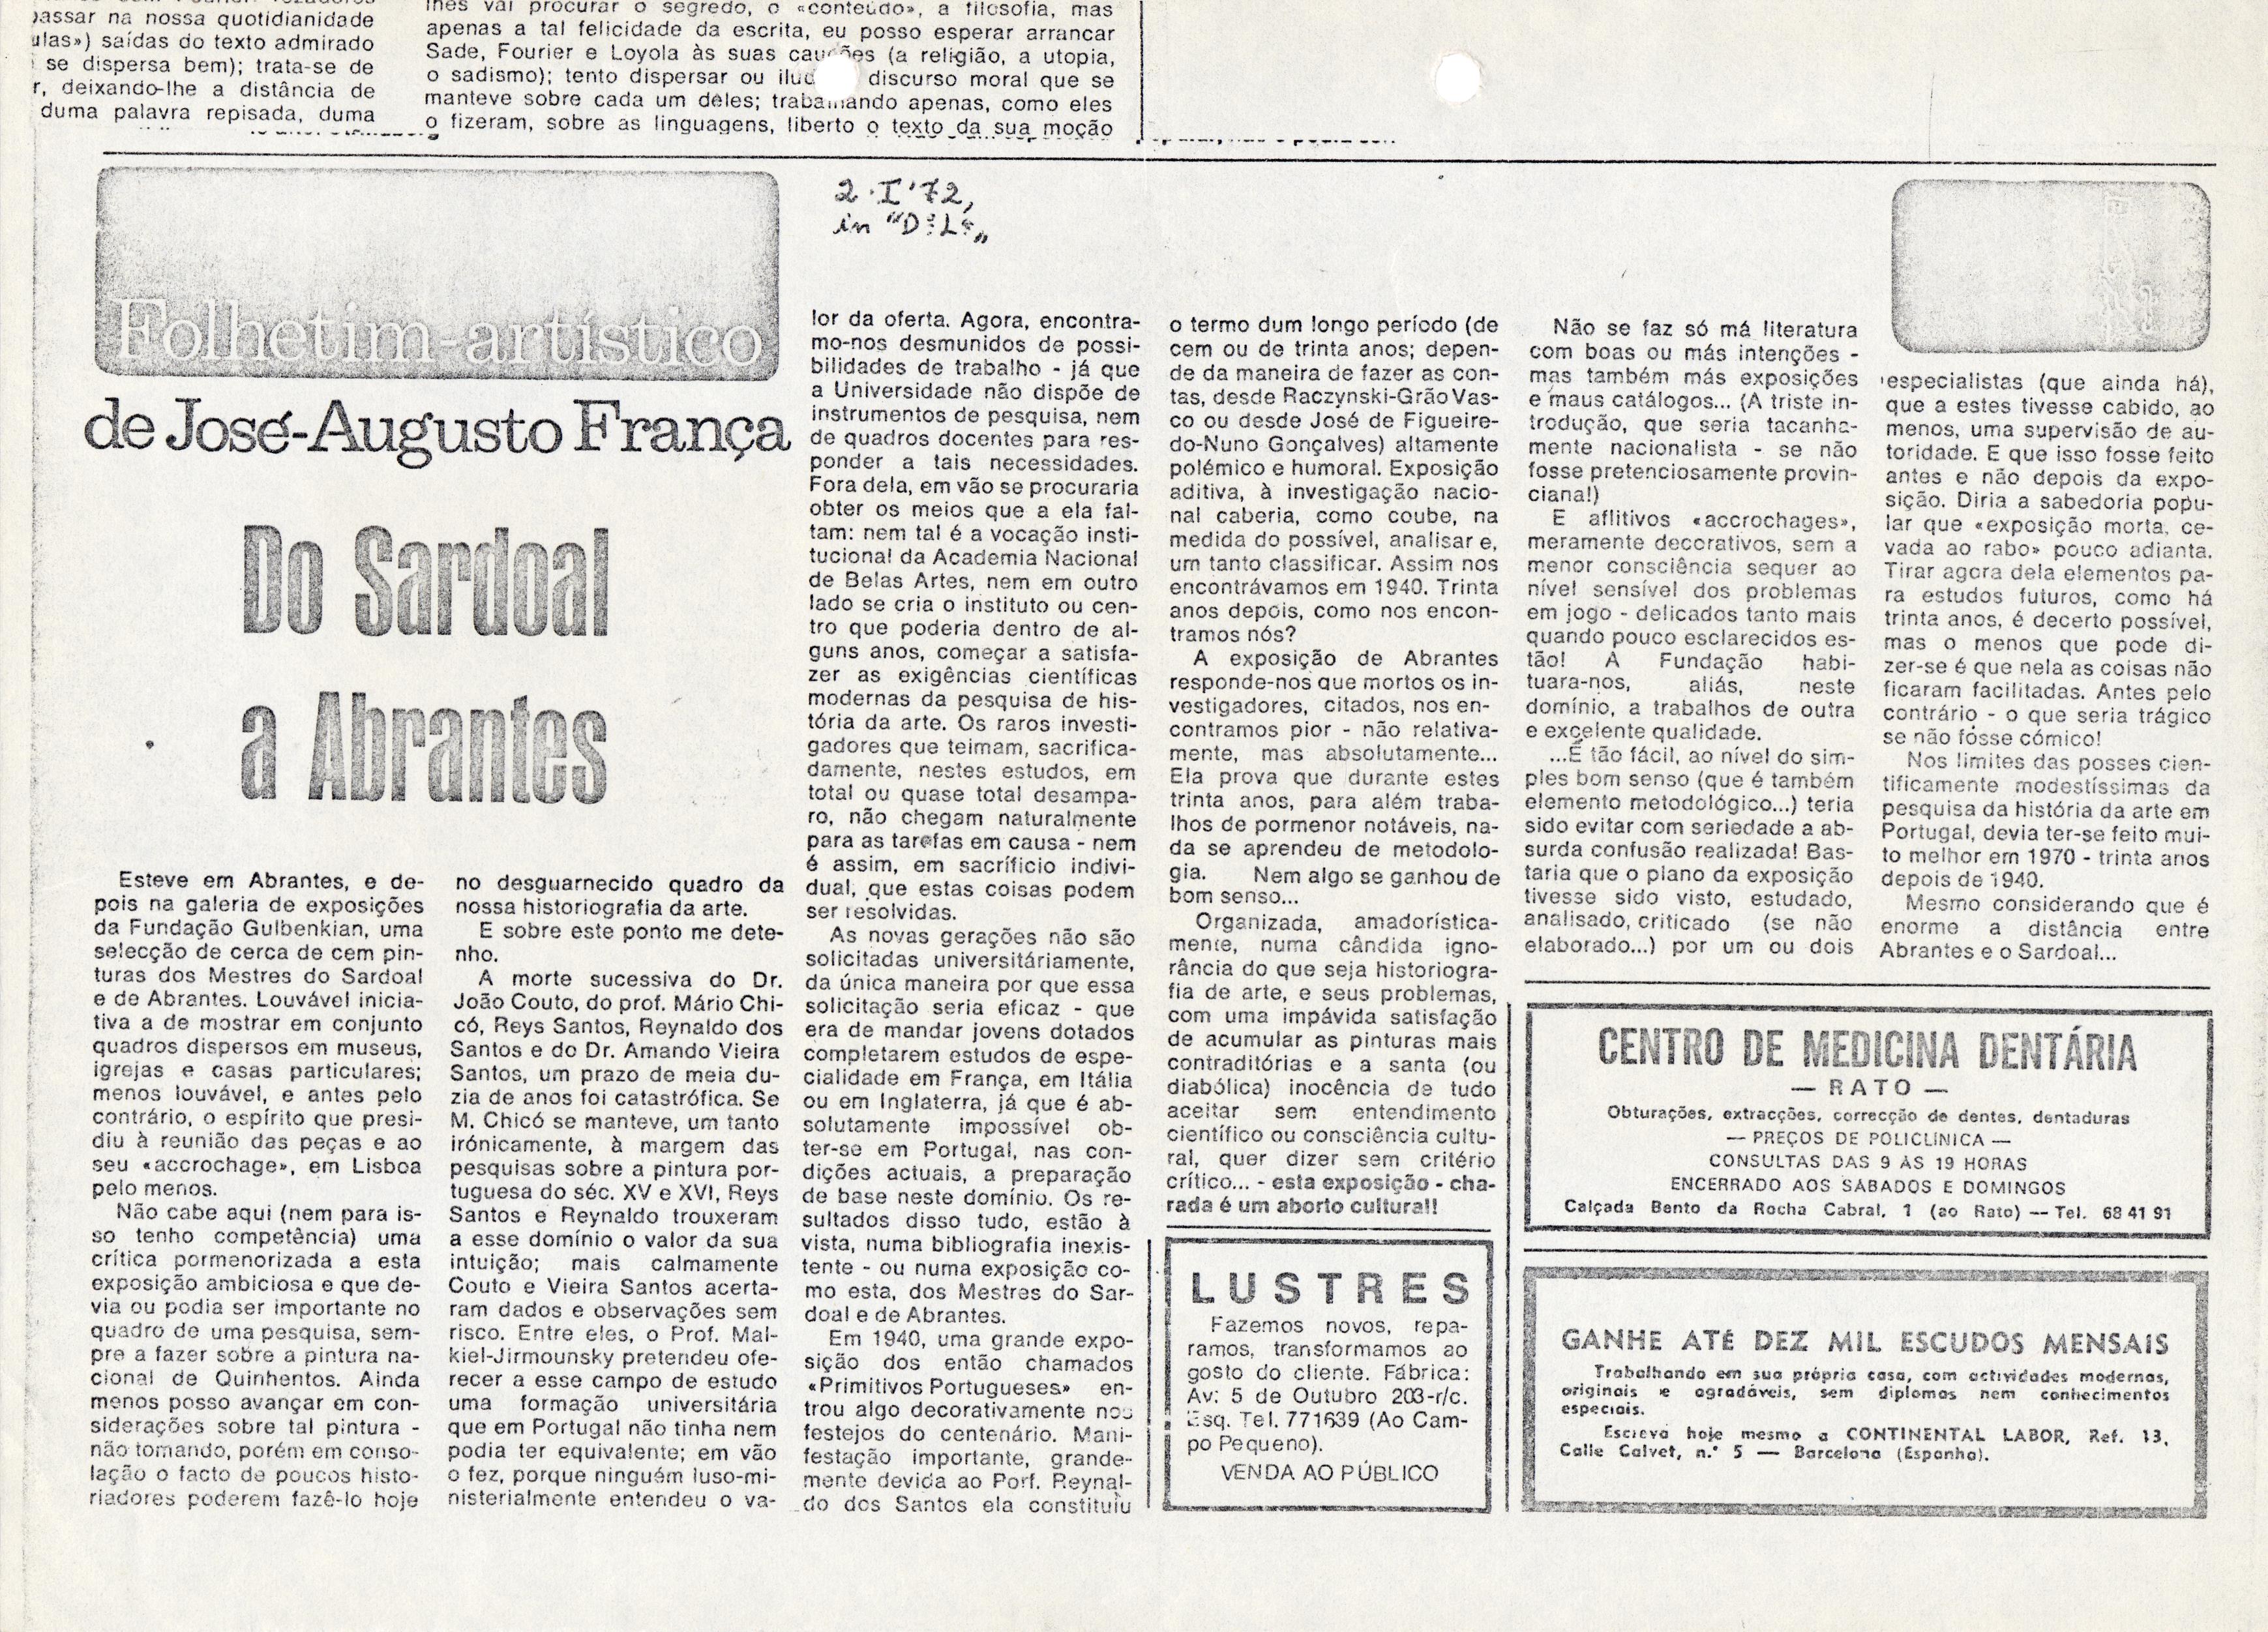 passar na nossa quotidianidade
ulas») saídas do texto admirado
se dispersa bem); trata-se de
r, deixando-lhe a distância de
duma palavra repisada, duma
lhes vai procurar o segredo, o «conteúdo», a filosofia, mas
apenas a tal felicidade da escrita, eu posso esperar arrancar
Sade, Fourier e Loyola às suas cauções (a religião, a utopia,
o sadismo); tento dispersar ou discurso moral que se
manteve sobre cada um deles; trabalhando apenas, como eles
o fizeram, sobre as linguagens, liberto o texto da sua moção
2.I'72,
in "D.L.„
Folhetim-artístico
de José-Augusto França
Do Sardoal
a Abrantes
Esteve em Abrantes, e de-
pois na galeria de exposições
da Fundação Gulbenkian, uma
selecção de cerca de cem pin-
turas dos Mestres do Sardoal
e de Abrantes. Louvável inicia-
tiva a de mostrar em conjunto
quadros dispersos em museus,
igrejas e casas particulares;
menos louvável, e antes pelo
contrário, o espírito que presi-
diu à reunião das peças e ao
seu «accrochage», em Lisboa
pelo menos.
Não cabe aqui (nem para is-
so tenho competência) uma
crítica pormenorizada a esta
exposição ambiciosa e que de-
via ou podia ser importante no
quadro de uma pesquisa, sem-
pre a fazer sobre a pintura na-
cional de Quinhentos. Ainda
menos posso avançar em con-
siderações sobre tal pintura -
não tomando, porém em conso-
lação o facto de poucos histo-
riadores poderem fazê-lo hoje
no desguarnecido quadro da
nossa historiografia da arte.
E sobre este ponto me dete-
nho.
A morte sucessiva do Dr.
João Couto, do prof. Mário Chi-
có, Reys Santos, Reynaldo dos
Santos e do Dr. Amando Vieira
Santos, um prazo de meia du-
zia de anos foi catastrófica. Se
M. Chicó se manteve, um tanto
irónicamente, à margem das
pesquisas sobre a pintura por-
tuguesa do séc. XV e XVI, Reys
Santos e Reynaldo trouxeram
a esse domínio o valor da sua
intuição; mais calmamente
Couto e Vieira Santos acerta-
ram dados e observações sem
risco. Entre eles, o Prof. Mal-
kiel-Jirmounsky pretendeu ofe-
recer a esse campo de estudo
uma formação universitária
que em Portugal não tinha nem
podia ter equivalente; em vão
o fez, porque ninguém luso-mi-
nisterialmente entendeu o va-
lor da oferta. Agora, encontra-
mo-nos desmunidos de possi-
bilidades de trabalho - já que
a Universidade não dispõe de
instrumentos de pesquisa, nem
de quadros docentes para res-
ponder a tais necessidades.
Fora dela, em vão se procuraria
obter os meios que a ela fal-
tam: nem tal é a vocação insti-
tucional da Academia Nacional
de Belas Artes, nem em outro
lado se cria o instituto ou cen-
tro que poderia dentro de al-
guns anos, começar a satisfa-
zer as exigências científicas
modernas da pesquisa de his-
tória da arte. Os raros investi-
gadores que teimam, sacrifica-
damente, nestes estudos, em
total ou quase total desampa-
ro, não chegam naturalmente
para as tarefas em causa - nem
é assim, em sacrifício indivi-
dual, que estas coisas podem
ser resolvidas.
As novas gerações não são
solicitadas universitáriamente,
da única maneira por que essa
solicitação seria eficaz - que
era de mandar jovens dotados
completarem estudos de espe-
cialidade em França, em Itália
ou em Inglaterra, já que é ab-
solutamente impossível ob-
ter-se em Portugal, nas con-
dições actuais, a preparação
de base neste domínio. Os re-
sultados disso tudo, estão à
vista, numa bibliografia inexis-
tente - ou numa exposição co-
mo esta, dos Mestres do Sar-
doal e de Abrantes.
Em 1940, uma grande expo-
sição dos então chamados
«Primitivos Portugueses» en-
trou algo decorativamente nos
festejos do centenário. Mani-
festação importante, grande-
mente devida ao Porf. Reynal-
do dos Santos ela constituiu
o termo dum longo período (de
cem ou de trinta anos; depen-
de da maneira de fazer as con-
tas, desde Raczynski-Grão Vas-
co ou desde José de Figueire-
do-Nuno Gonçalves) altamente
polémico e humoral. Exposição
aditiva, à investigação nacio-
nal caberia, como coube, na
medida do possível, analisar e,
um tanto classificar. Assim nos
encontrávamos em 1940. Trinta
anos depois, como nos encon-
tramos nós?
A exposição de Abrantes
responde-nos que mortos os in-
vestigadores, citados, nos en-
contramos pior - não relativa-
mente, mas absolutamente...
Ela prova que durante estes
trinta anos, para além traba-
lhos de pormenor notáveis, na-
da se aprendeu de metodolo-
gia. Nem algo se ganhou de
bom senso...
Organizada, amadorística-
mente, numa cândida igno-
rância do que seja historiogra-
fia de arte, e seus problemas,
com uma impávida satisfação
de acumular as pinturas mais
contraditórias e a santa (ou
diabólica) inocência de tudo
aceitar sem entendimento
científico ou consciência cultu-
ral, quer dizer sem critério
crítico... - esta exposição - cha-
rada é um aborto cultural!
Não se faz só má literatura
com boas ou más intenções -
mas também más exposições
e maus catálogos... (A triste in-
trodução, que seria tacanha-
mente nacionalista - se não
fosse pretenciosamente provin-
ciana!)
E aflitivos «accrochages»,
meramente decorativos, sem a
menor consciência sequer ao
nível sensível dos problemas
em jogo - delicados tanto mais
quando pouco esclarecidos es-
tão! A Fundação habi-
tuara-nos, aliás, neste
domínio, a trabalhos de outra
e excelente qualidade.
...É tão fácil, ao nível do sim-
ples bom senso (que é também
elemento metodológico...) teria
sido evitar com seriedade a ab-
surda confusão realizada! Bas-
taria que o plano da exposição
tivesse sido visto, estudado,
analisado, criticado (se não
elaborado...) por um ou dois
especialistas (que ainda há),
que a estes tivesse cabido, ao
menos, uma supervisão de au-
toridade. E que isso fosse feito
antes e não depois da expo-
sição. Diria a sabedoria popu-
lar que «exposição morta, ce-
vada ao rabo» pouco adianta.
Tirar agora dela elementos pa-
ra estudos futuros, como há
trinta anos, é decerto possível,
mas o menos que pode di-
zer-se é que nela as coisas não
ficaram facilitadas. Antes pelo
contrário - o que seria trágico
se não fosse cómico!
Nos limites das posses cien-
tificamente modestíssimas da
pesquisa da história da arte em
Portugal, devia ter-se feito mui-
to melhor em 1970 - trinta anos
depois de 1940.
Mesmo considerando que é
enorme a distância entre
Abrantes e o Sardoal...
LUSTRES
Fazemos novos, repa-
ramos, transformamos ao
gosto do cliente. Fábrica:
Av: 5 de Outubro 203-r/c.
Esq. Tel. 771639 (Ao Cam-
po Pequeno).
VENDA AO PÚBLICO
CENTRO DE MEDICINA DENTÁRIA
— RATO —
Obturações, extracções, correcção de dentes, dentaduras
— PREÇOS DE POLICLINICA —
CONSULTAS DAS 9 ÀS 19 HORAS
ENCERRADO AOS SÁBADOS E DOMINGOS
Calçada Bento da Rocha Cabral, 1 (ao Rato) — Tel. 68 41 91
GANHE ATÉ DEZ MIL ESCUDOS MENSAIS
Trabalhando em sua própria casa, com actividades modernas,
originais e agradáveis, sem diplomas nem conhecimentos
especiais.
Escreva hoje mesmo a CONTINENTAL LABOR, Ref. 13,
Calle Calvet, n.° 5 — Barcelona (Espanha).